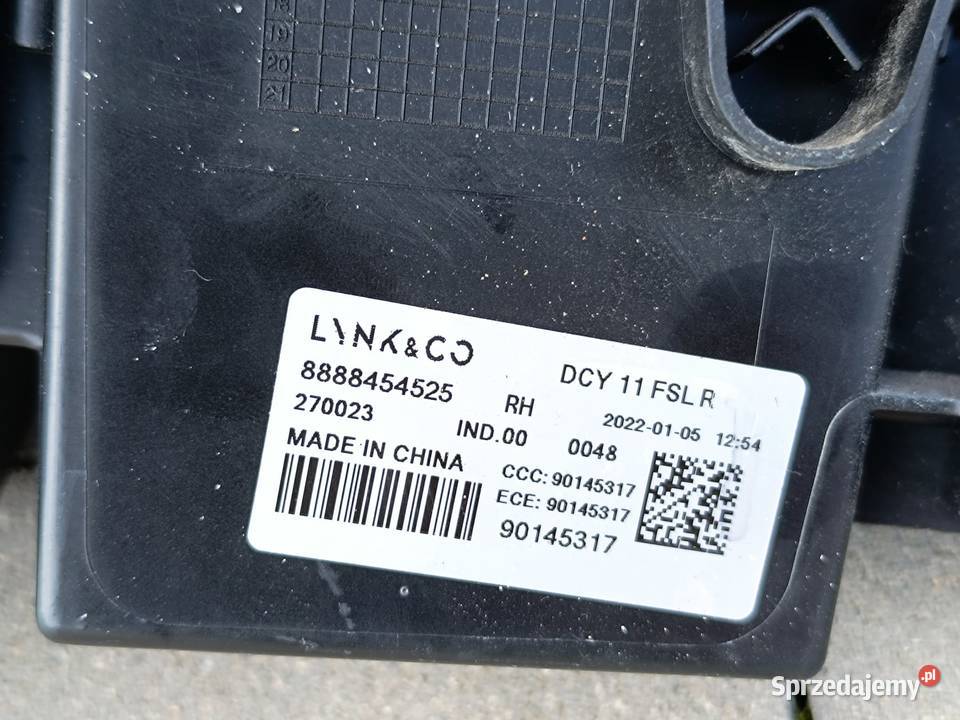 18
19
20
21
LYNK&CO
8888454525 RH DCY 11 FSL R
270023 IND.00 0048 2022-01-05 12:54
MADE IN CHINA CCC: 90145317
ECE: 90145317
90145317
Sprzedajemy.pl